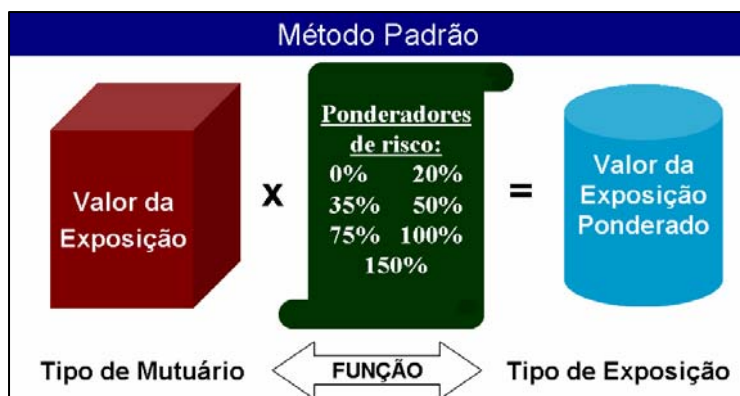 Método Padrão
Valor da
Exposição
x
Ponderadores
de risco:
0% 20%
35% 50%
75% 100%
150%
=
Valor da
Exposição
Ponderado
Tipo de Mutuário
FUNÇÃO
Tipo de Exposição